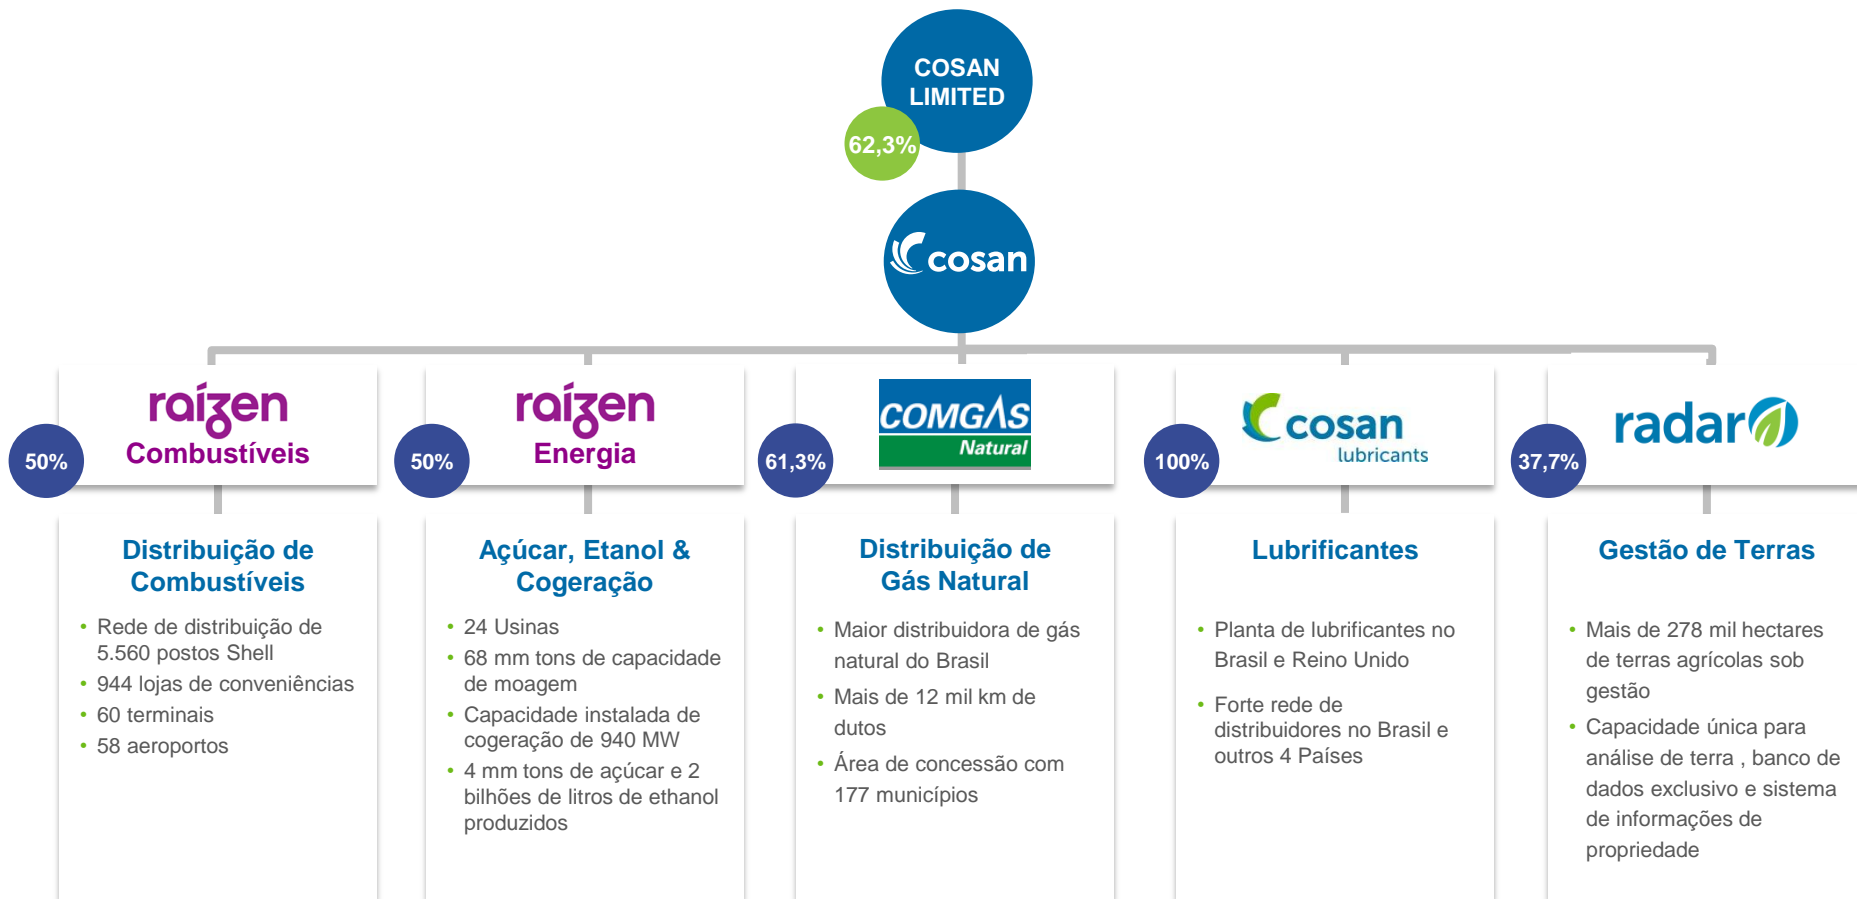 COSAN
LIMITED
62,3%
cosan
raízen
Combustíveis
50%
raízen
Energia
50%
COMGÁS
Natural
61,3%
cosan
lubricants
100%
radar
37,7%
Distribuição de
Combustíveis
• Rede de distribuição de
5.560 postos Shell
• 944 lojas de conveniências
• 60 terminais
• 58 aeroportos
Açúcar, Etanol &
Cogeração
• 24 Usinas
• 68 mm tons de capacidade
de moagem
• Capacidade instalada de
cogeração de 940 MW
• 4 mm tons de açúcar e 2
bilhões de litros de ethanol
produzidos
Distribuição de
Gás Natural
• Maior distribuidora de gás
natural do Brasil
• Mais de 12 mil km de
dutos
• Área de concessão com
177 municípios
Lubrificantes
• Planta de lubrificantes no
Brasil e Reino Unido
• Forte rede de
distribuidores no Brasil e
outros 4 Países
Gestão de Terras
• Mais de 278 mil hectares
de terras agrícolas sob
gestão
• Capacidade única para
análise de terra , banco de
dados exclusivo e sistema
de informações de
propriedade